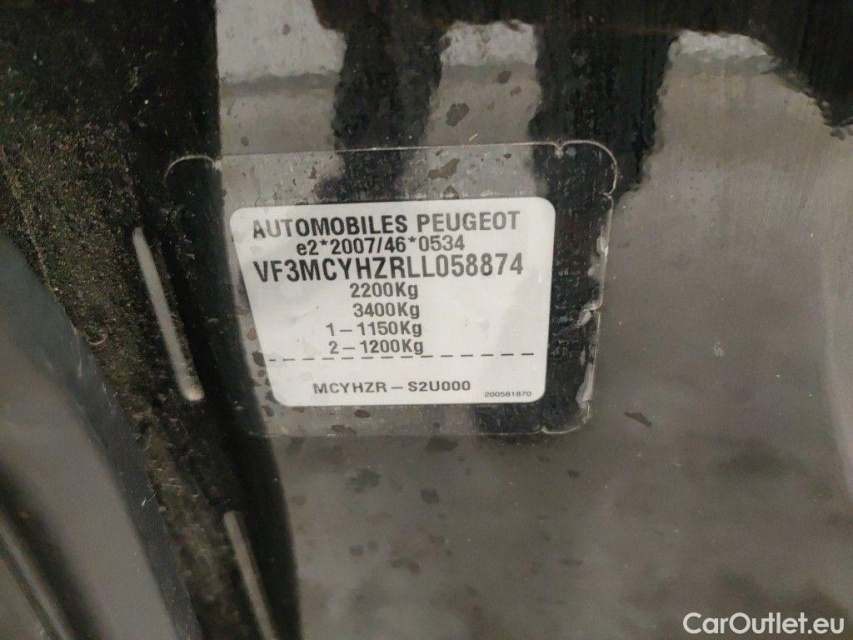 AUTOMOBILES PEUGEOT
e2*2007/46*0534
VF3MCYHZRLL058874
2200Kg
3400Kg
1-1150Kg
2-1200Kg
MCYHZR-S2U000
200581870
CarOutlet.eu